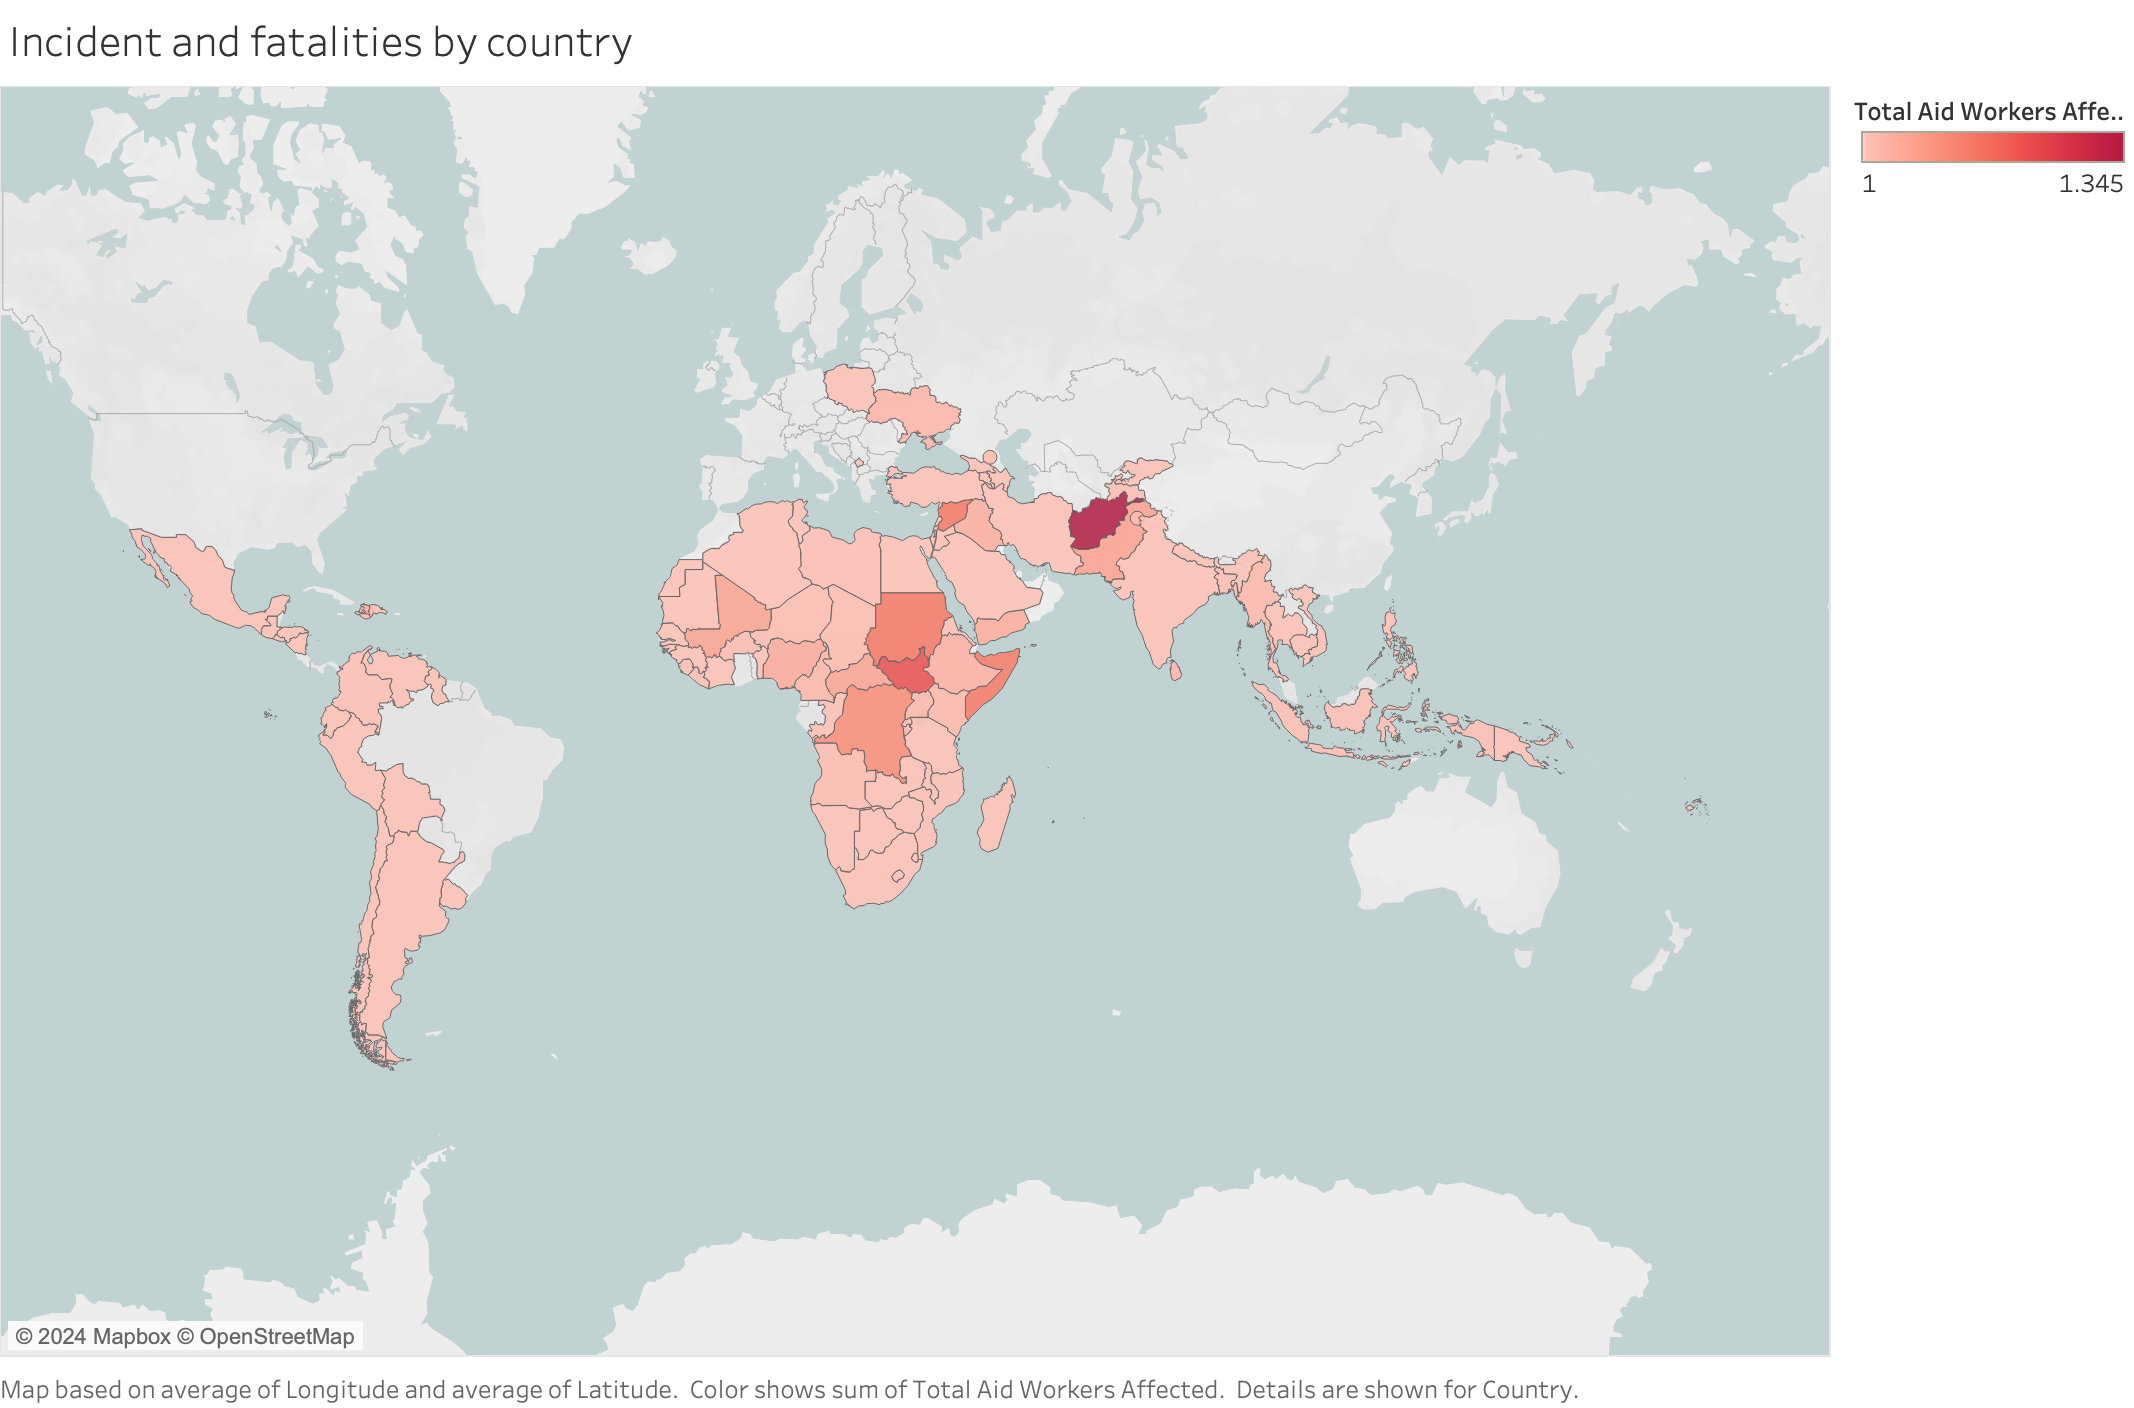 Incident and fatalities by country
Total Aid Workers Affe..
1 1.345
© 2024 Mapbox © OpenStreetMap
Map based on average of Longitude and average of Latitude. Color shows sum of Total Aid Workers Affected. Details are shown for Country.